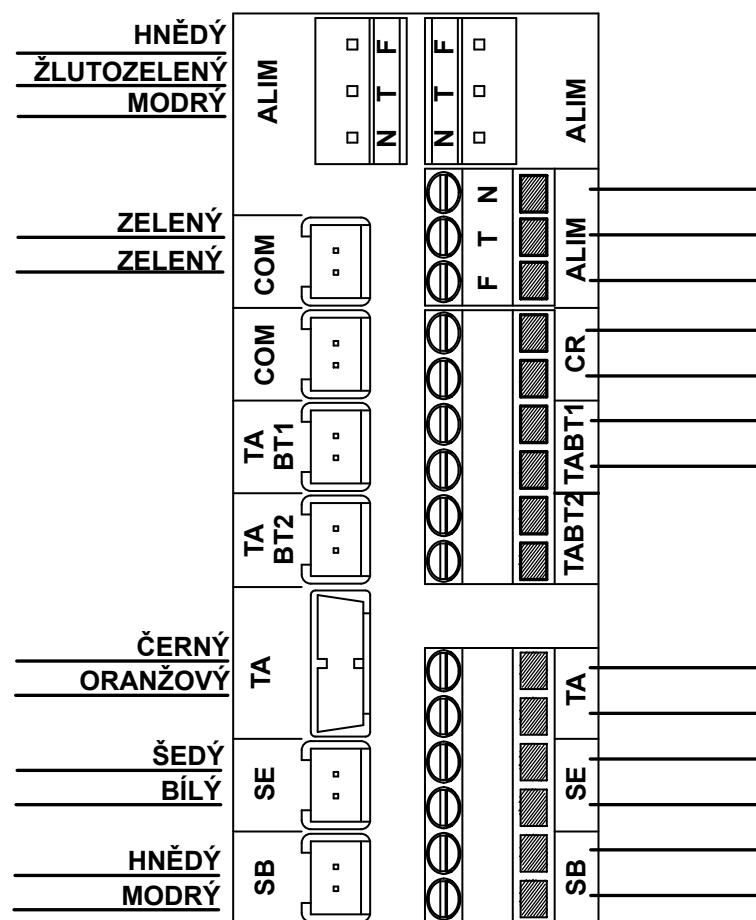 HNĚDÝ
ŽLUTOZELENÝ
MODRÝ
ALIM
F
T
N
F
T
N
ALIM
ZELENÝ
ZELENÝ
COM
N
T
F
ALIM
COM
CR
TA
BT1
TABT1
TA
BT2
TABT2
ČERNÝ
ORANŽOVÝ
TA
TA
ŠEDÝ
BÍLÝ
SE
SE
HNĚDÝ
MODRÝ
SB
SB